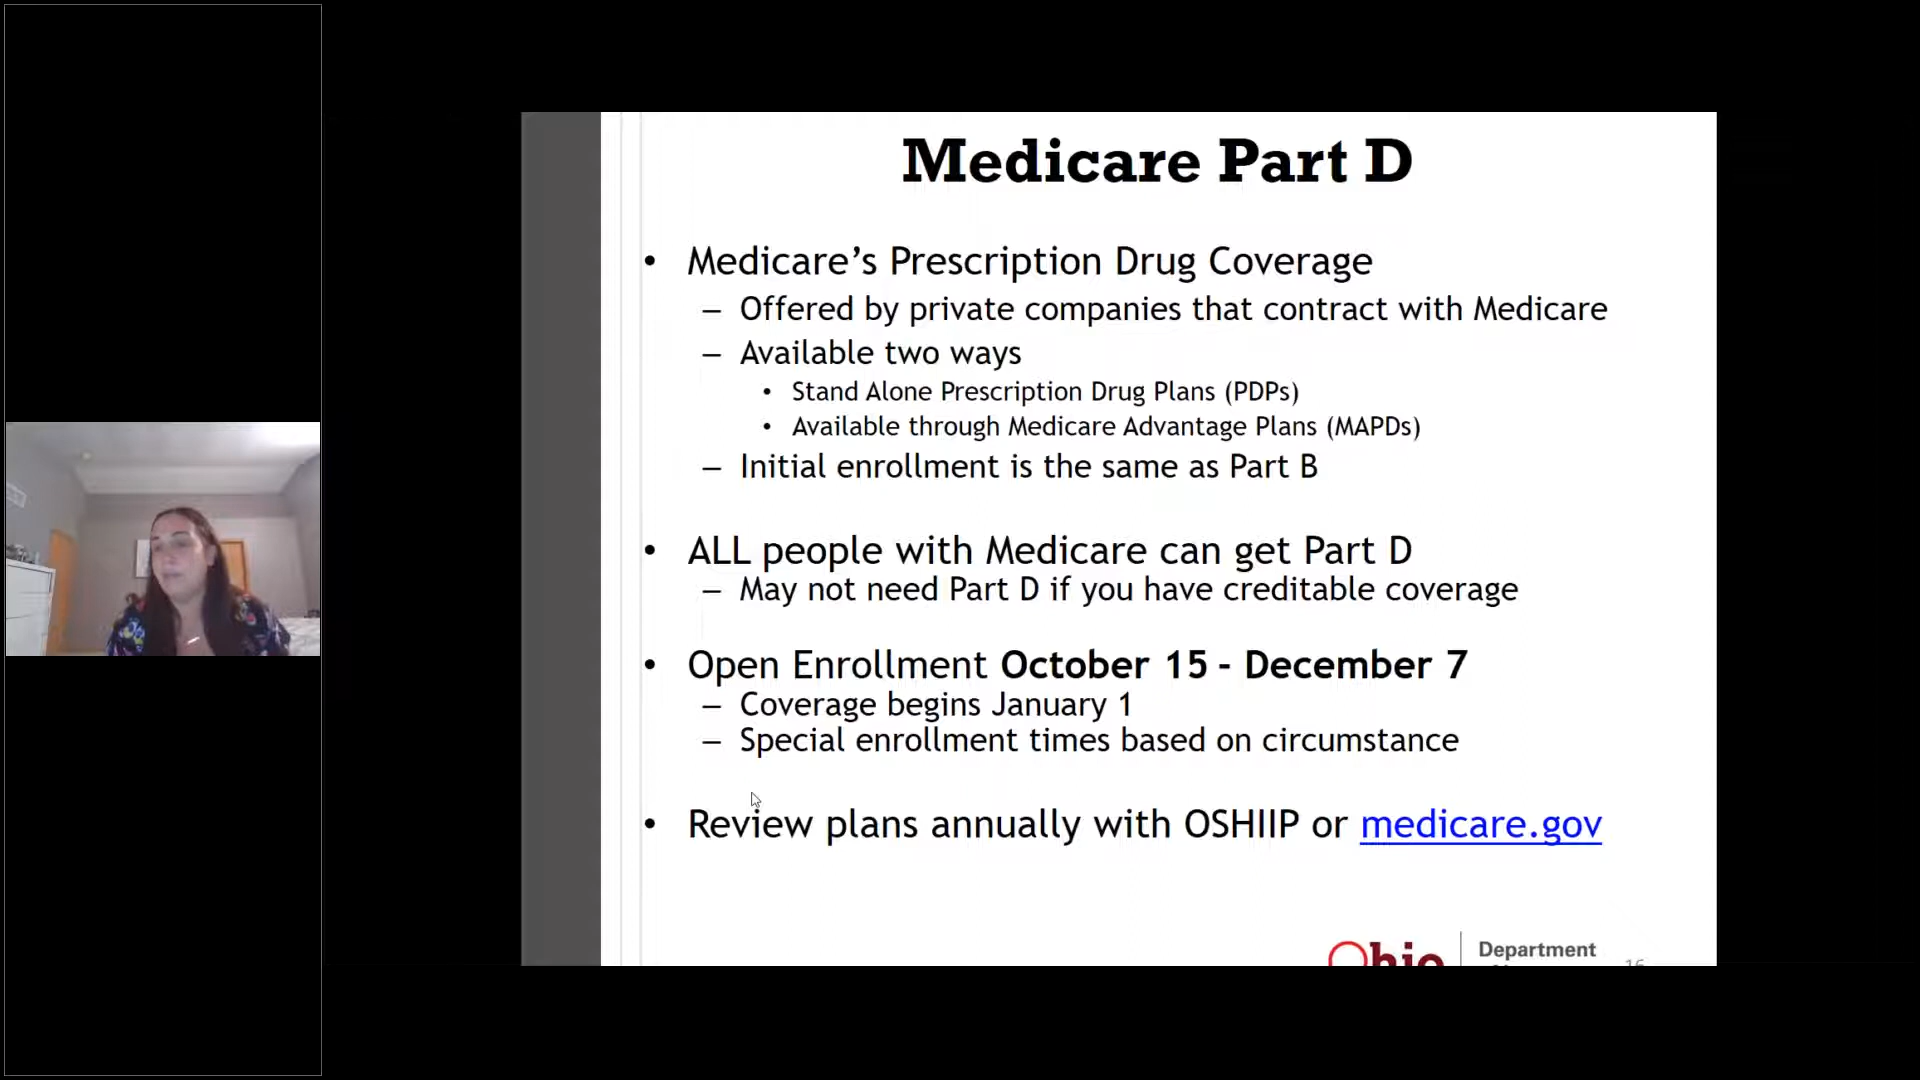 Medicare Part D
• Medicare’s Prescription Drug Coverage
– Offered by private companies that contract with Medicare
– Available two ways
• Stand Alone Prescription Drug Plans (PDPs)
• Available through Medicare Advantage Plans (MAPDs)
– Initial enrollment is the same as Part B
• ALL people with Medicare can get Part D
– May not need Part D if you have creditable coverage
• Open Enrollment October 15 - December 7
– Coverage begins January 1
– Special enrollment times based on circumstance
• Review plans annually with OSHIIP or medicare.gov
Ohio
Department